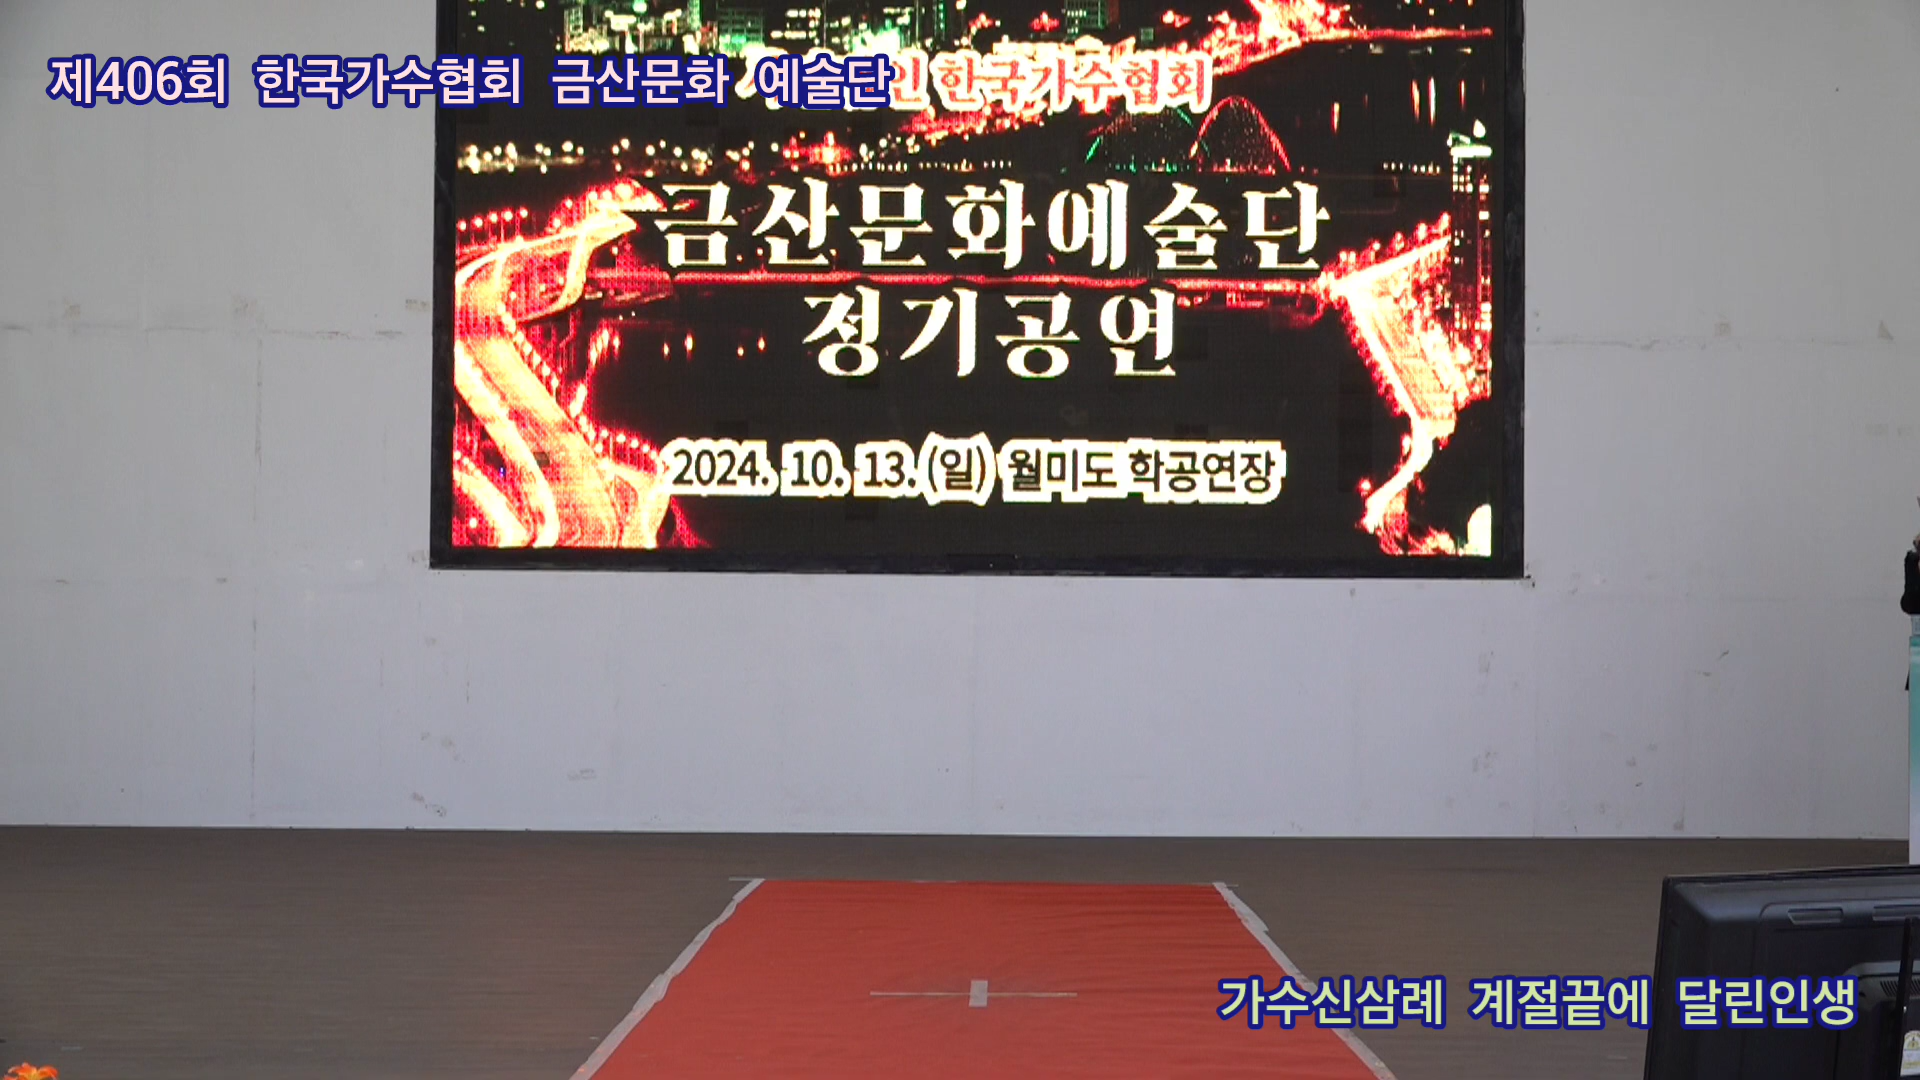 제406회 한국가수협회 금산문화 예술단
인 한국가수협회
금산문화예술단
정기공연
2024. 10. 13.(일) 월미도 학공연장
가수신삼례 계절끝에 달린인생